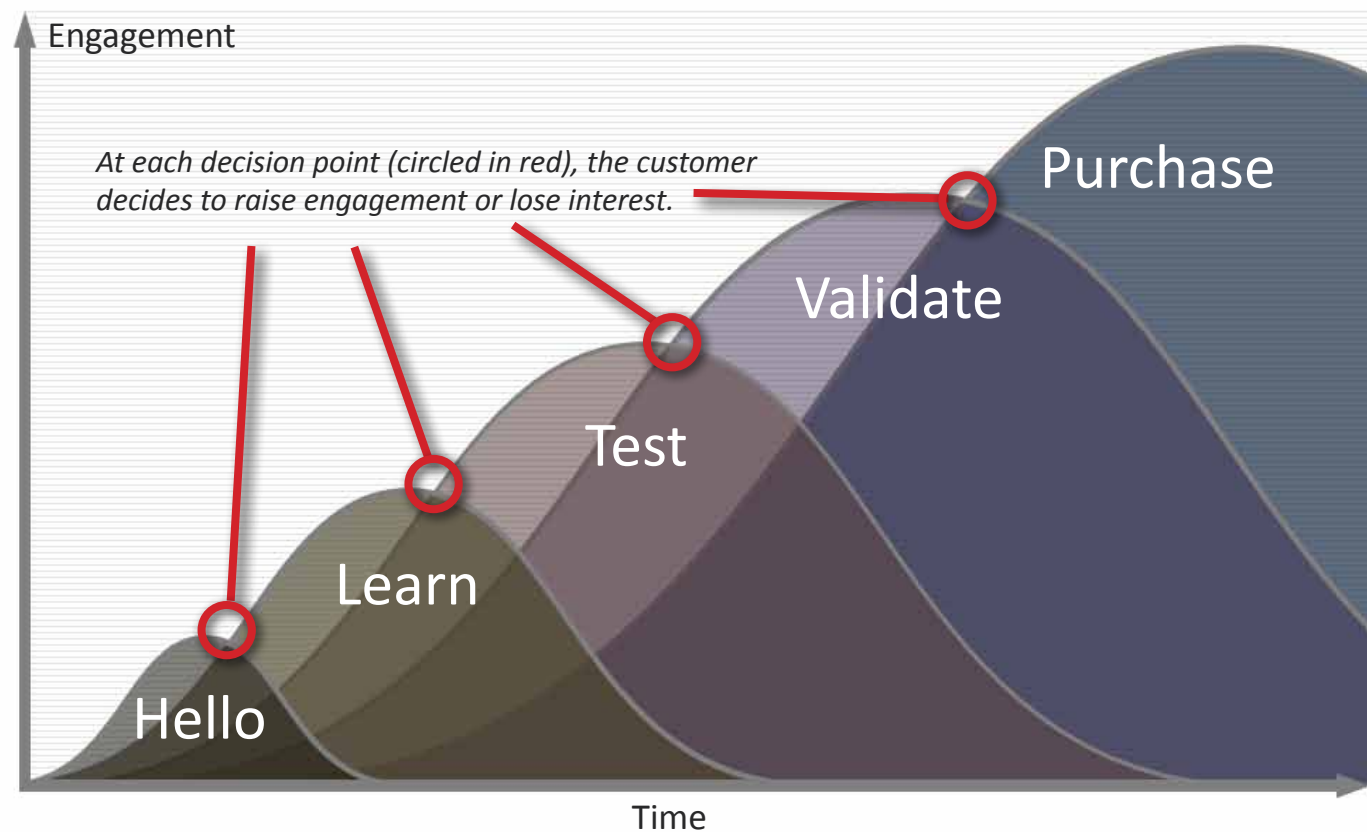 Engagement
At each decision point (circled in red), the customer
decides to raise engagement or lose interest.
Purchase
Validate
Test
Learn
Hello
Time